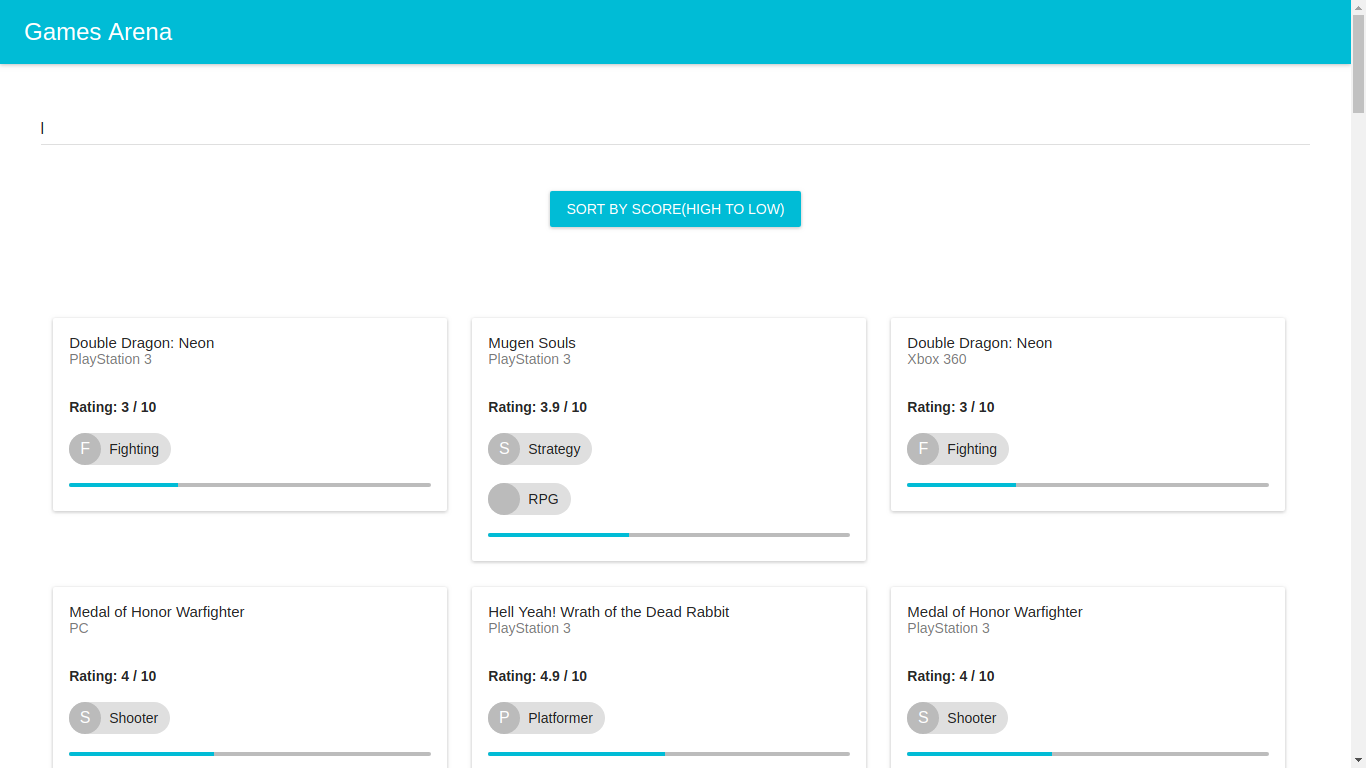 Games Arena
SORT BY SCORE(HIGH TO LOW)
Double Dragon: Neon
PlayStation 3
Rating: 3 / 10
F Fighting
Mugen Souls
PlayStation 3
Rating: 3.9 / 10
S Strategy
RPG
Double Dragon: Neon
Xbox 360
Rating: 3 / 10
F Fighting
Medal of Honor Warfighter
PC
Rating: 4 / 10
S Shooter
Hell Yeah! Wrath of the Dead Rabbit
PlayStation 3
Rating: 4.9 / 10
P Platformer
Medal of Honor Warfighter
PlayStation 3
Rating: 4 / 10
S Shooter